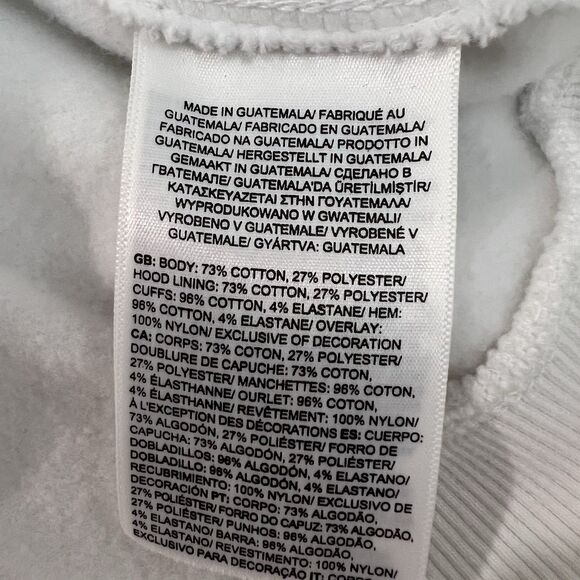 MADE IN GUATEMALA/ FABRIQUÉ AU
GUATEMALA/ FABRICADO EN GUATEMALA/
FABRICADO NA GUATEMALA/ PRODOTTO IN
GUATEMALA/ HERGESTELLT IN GUATEMALA/
GEMAAKT IN GUATEMALA/ СДЕЛАНО В
ГВАТЕМАЛЕ/ GUATEMALA'DA ÜRETİLMİŞTİR/
ΚΑΤΑΣΚΕΥΑΖΕΤΑΙ ΣΤΗΝ ΓΟΥΑΤΕΜΑΛΑ/
WYPRODUKOWANO W GWATEMALI/
VYROBENO V GUATEMALE/ VYROBENÉ V
GUATEMALE/ GYÁRTVA: GUATEMALA
GB: BODY: 73% COTTON, 27% POLYESTER/
HOOD LINING: 73% COTTON, 27% POLYESTER/
CUFFS: 96% COTTON, 4% ELASTANE/ HEM:
96% COTTON, 4% ELASTANE/ OVERLAY:
100% NYLON/ EXCLUSIVE OF DECORATION
CA: CORPS: 73% COTON, 27% POLYESTER/
DOUBLURE DE CAPUCHE: 73% COTON,
27% POLYESTER/ MANCHETTES: 96% COTON,
4% ÉLASTHANNE/ OURLET: 96% COTON,
4% ÉLASTHANNE/ REVÊTEMENT: 100% NYLON/
À L'EXCEPTION DES DÉCORATIONS ES: CUERPO:
73% ALGODÓN, 27% POLIÉSTER/ FORRO DE
CAPUCHA: 73% ALGODÓN, 27% POLIÉSTER/
DOBLADILLOS: 96% ALGODÓN, 4% ELASTANO/
DOBLADILLO: 96% ALGODÓN, 4% ELASTANO/
RECUBRIMIENTO: 100% NYLON/ EXCLUSIVO DE
DECORACIÓN PT: CORPO: 73% ALGODÃO,
27% POLIÉSTER/ FORRO DO CAPUZ: 73% ALGODÃO,
27% POLIÉSTER/ PUNHOS: 96% ALGODÃO,
4% ELASTANO/ BARRA: 96% ALGODÃO,
4% ELASTANO/ REVESTIMENTO: 100% NYLON/
EXCLUSIVO PARA DECORAÇÃO IT: CORPO: